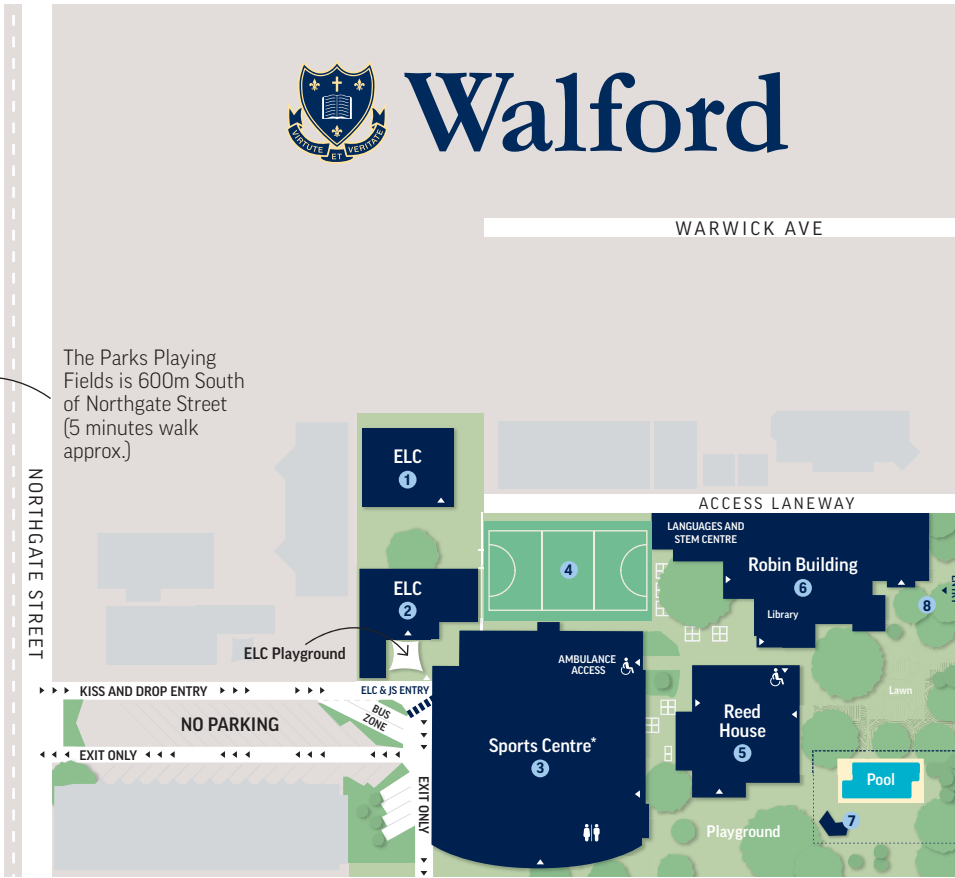 VIRTUTE ET VERITATE
Walford
WARWICK AVE
The Parks Playing
Fields is 600m South
of Northgate Street
(5 minutes walk
approx.)
NORTHGATE STREET
ELC
1
ACCESS LANEWAY
LANGUAGES AND
STEM CENTRE
4
Robin Building
6
Library
ELC
2
8
ELC Playground
AMBULANCE
ACCESS
KISS AND DROP ENTRY
ELC & JS ENTRY
Lawn
BUS
ZONE
NO PARKING
Reed
House
5
Sports Centre*
3
EXIT ONLY
EXIT ONLY
Pool
7
Playground